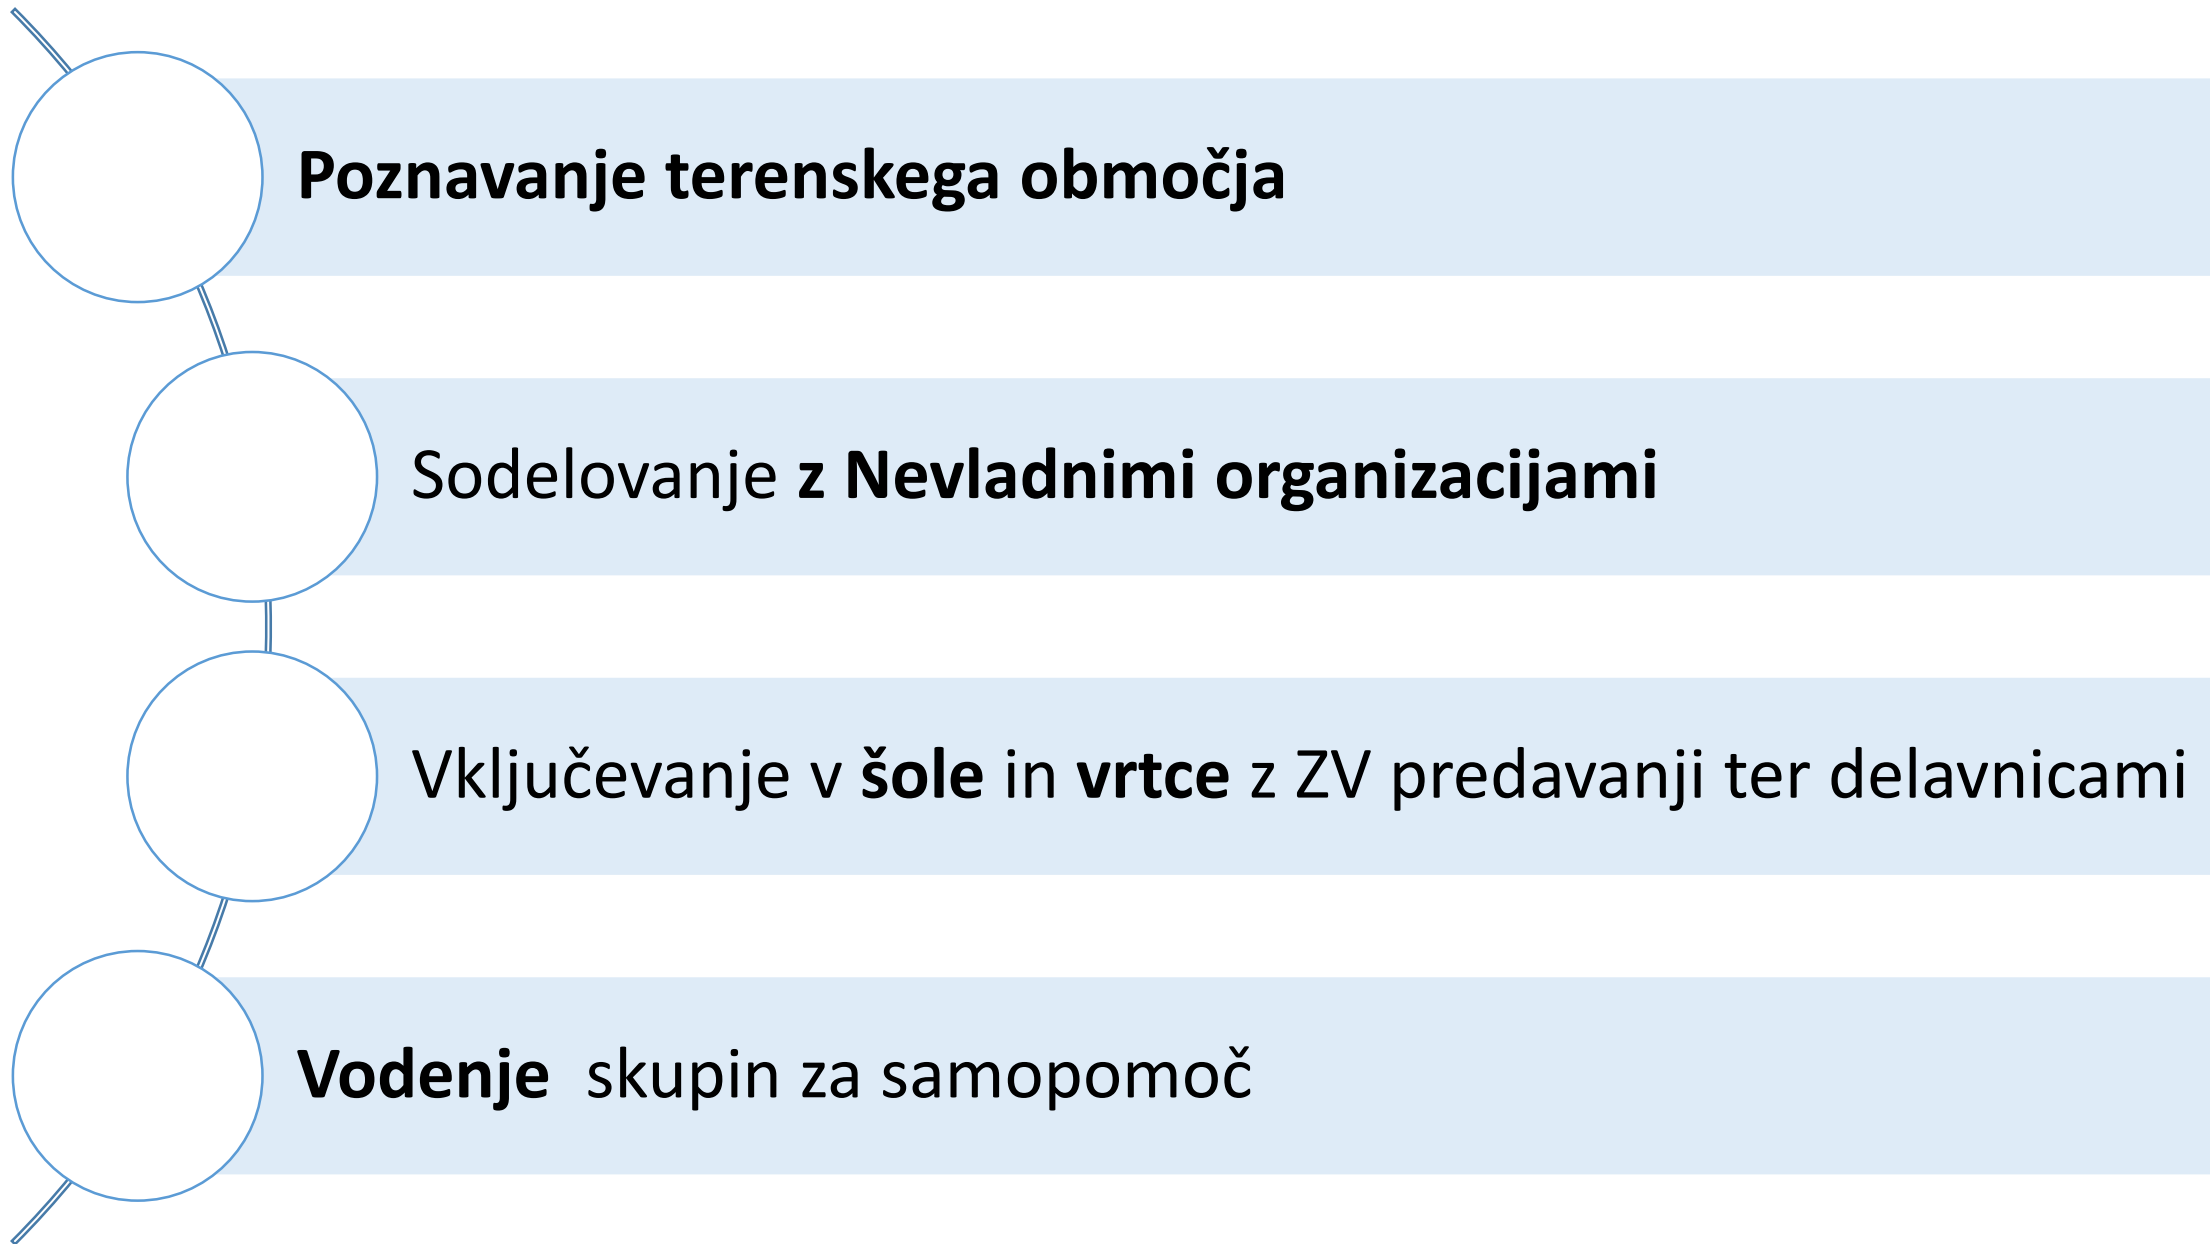 Poznavanje terenskega območja
Sodelovanje z Nevladnimi organizacijami
Vključevanje v šole in vrtce z ZV predavanji ter delavnicami
Vodenje  skupin za samopomoč